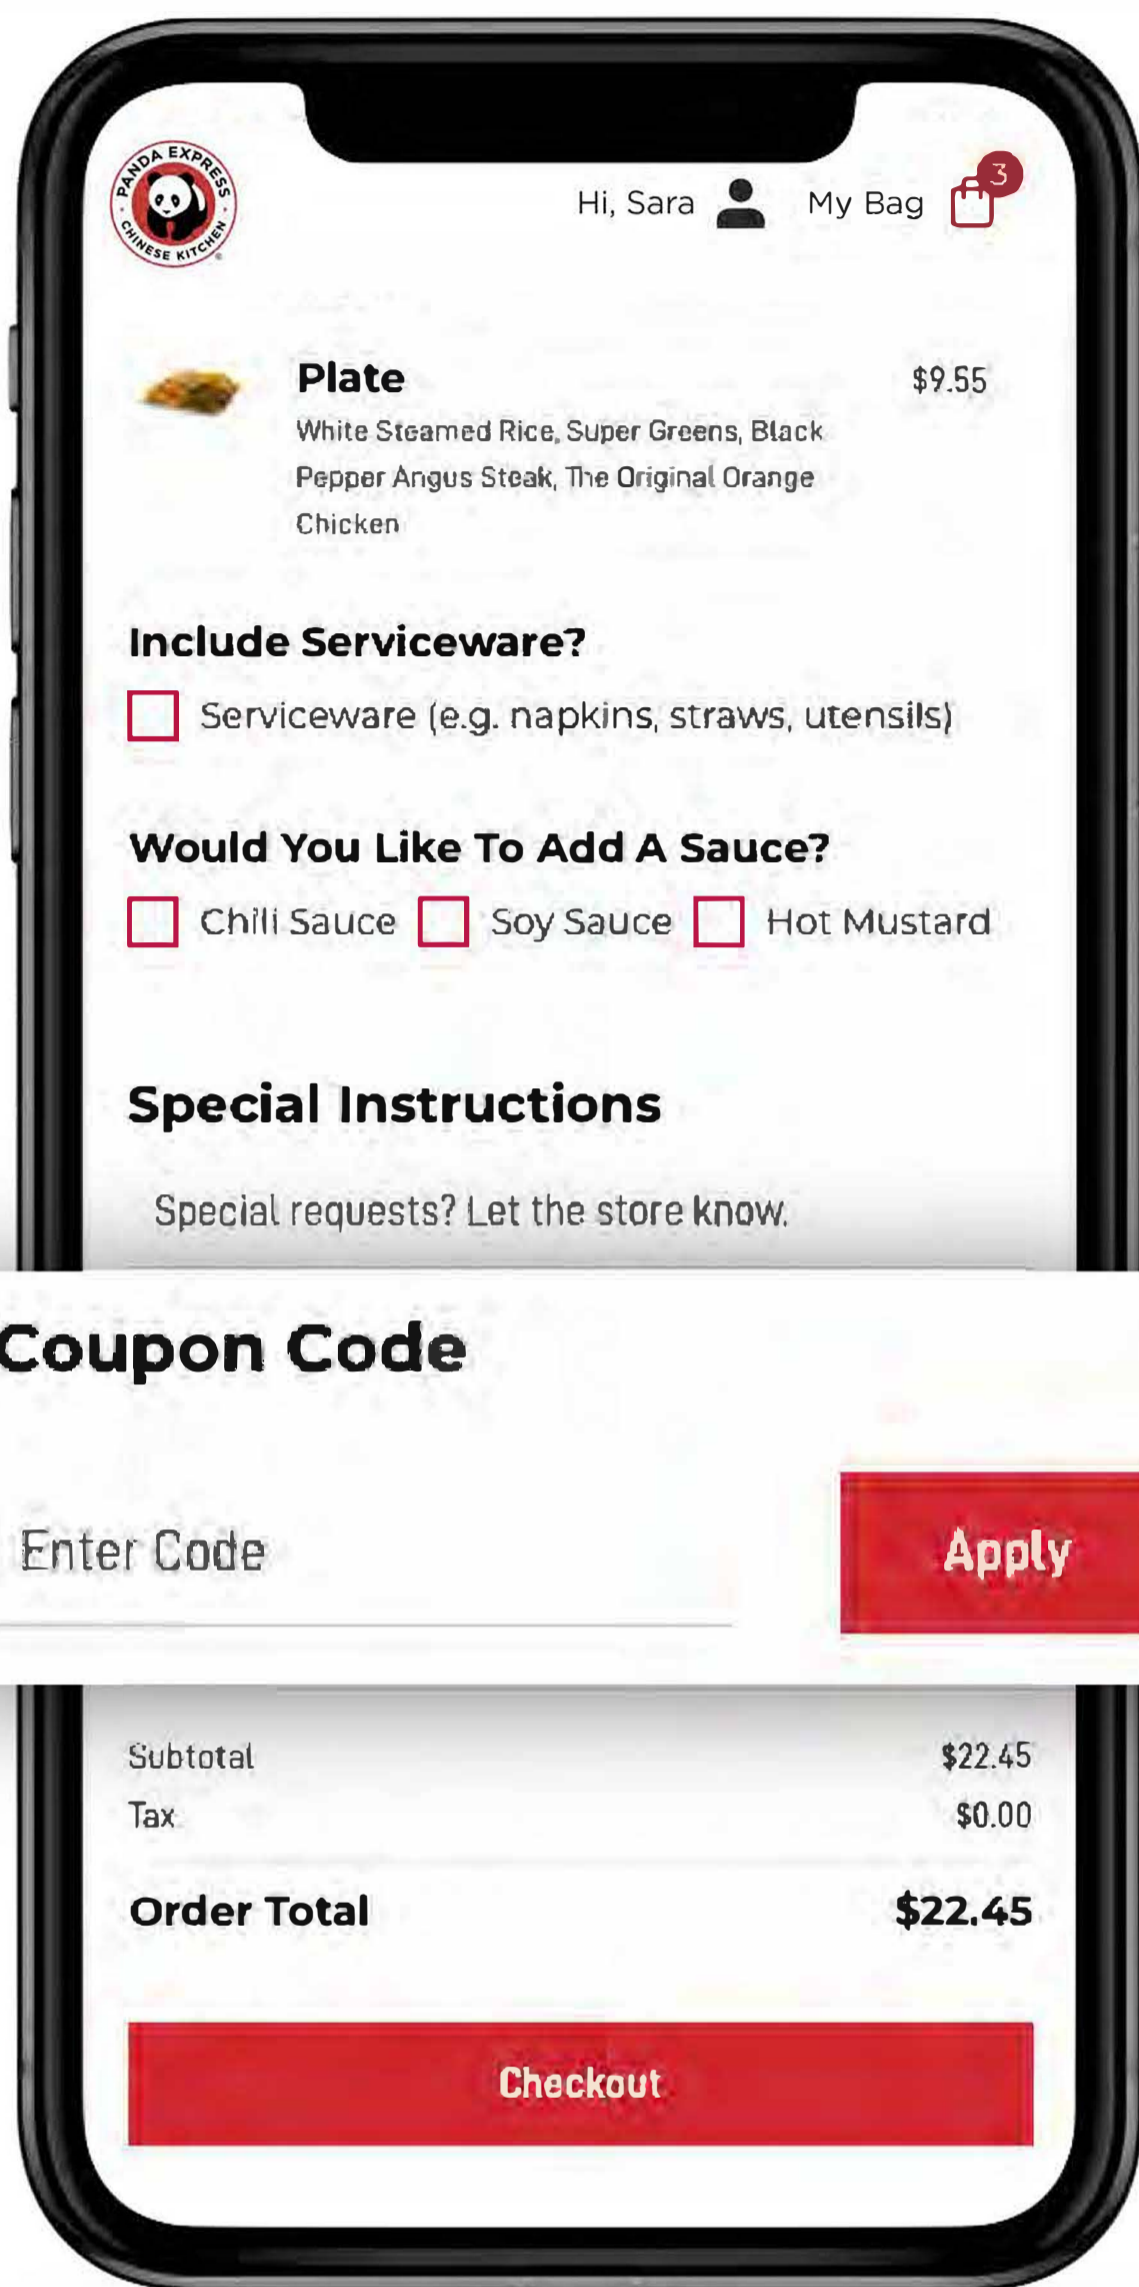 PANDA EXPRESS
CHINESE KITCHEN
Hi, Sara
My Bag
3
Plate
$9.55
White Steamed Rice, Super Greens, Black
Pepper Angus Steak, The Original Orange
Chicken
Include Serviceware?
Serviceware (e.g. napkins, straws, utensils)
Would You Like To Add A Sauce?
Chili Sauce
Soy Sauce
Hot Mustard
Special Instructions
Special requests? Let the store know.
Coupon Code
Enter Code
Apply
Subtotal
$22.45
Tax
$0.00
Order Total
$22.45
Checkout